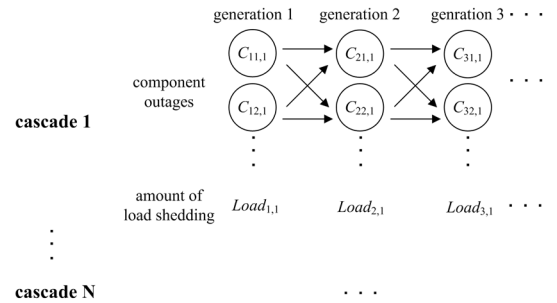 generation 1 generation 2 genration 3 · · ·
C11,1 C21,1 C31,1
component outages · · ·
C12,1 C22,1 C32,1
cascade 1
amount of load shedding Load1,1 Load2,1 Load3,1 · · ·
cascade N · · ·